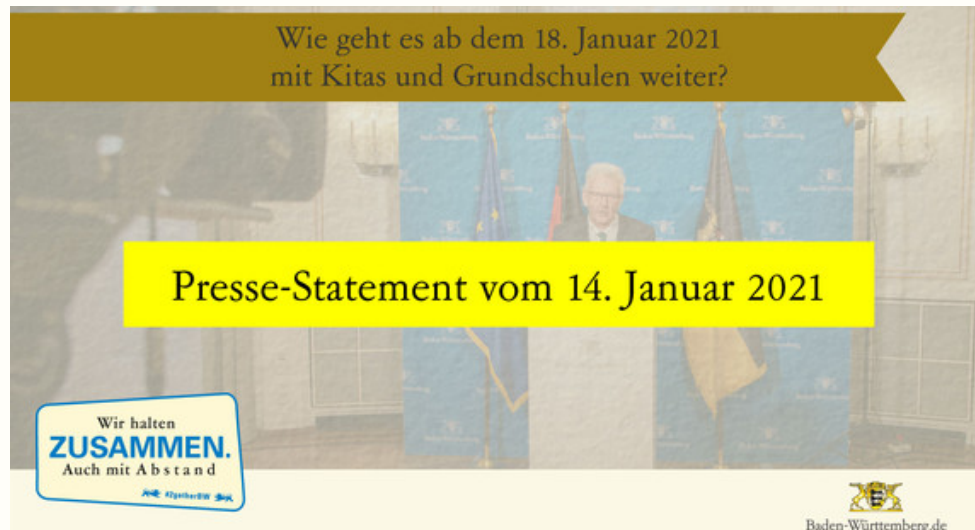 Wie geht es ab dem 18. Januar 2021
mit Kitas und Grundschulen weiter?
Presse-Statement vom 14. Januar 2021
Wir halten
ZUSAMMEN.
Auch mit Abstand
#2getherBW
Baden-Württemberg.de